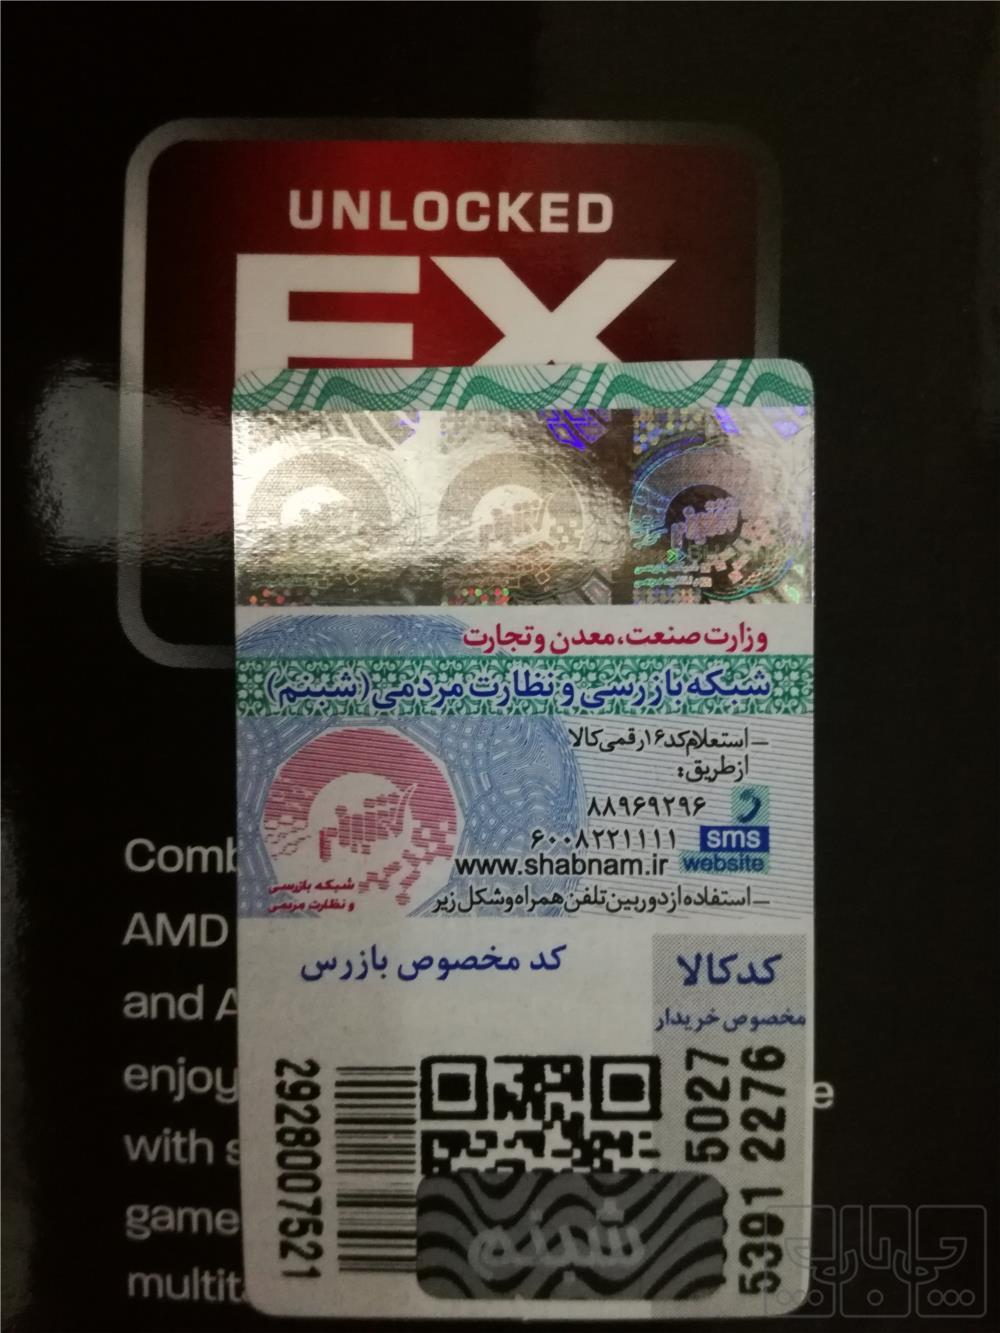 UNLOCKED
FX
وزارت صنعت، معدن و تجارت
شبکه بازرسی و نظارت مردمی (شبنم)
– استعلام کد ۱۶ رقمی کالا
از طریق:
۸۸۹۶۹۲۹۶
۶۰۰۸۲۲۱۱۱۱ sms
www.shabnam.ir website
– استفاده از دوربین تلفن همراه و شکل زیر
شبنم
شبکه بازرسی
و نظارت مردمی
کد مخصوص بازرس
کد کالا
مخصوص خریدار
2928007521
5027
5391 2276
شبنم
AMD
and A
enjoy
with s
game
multit
e